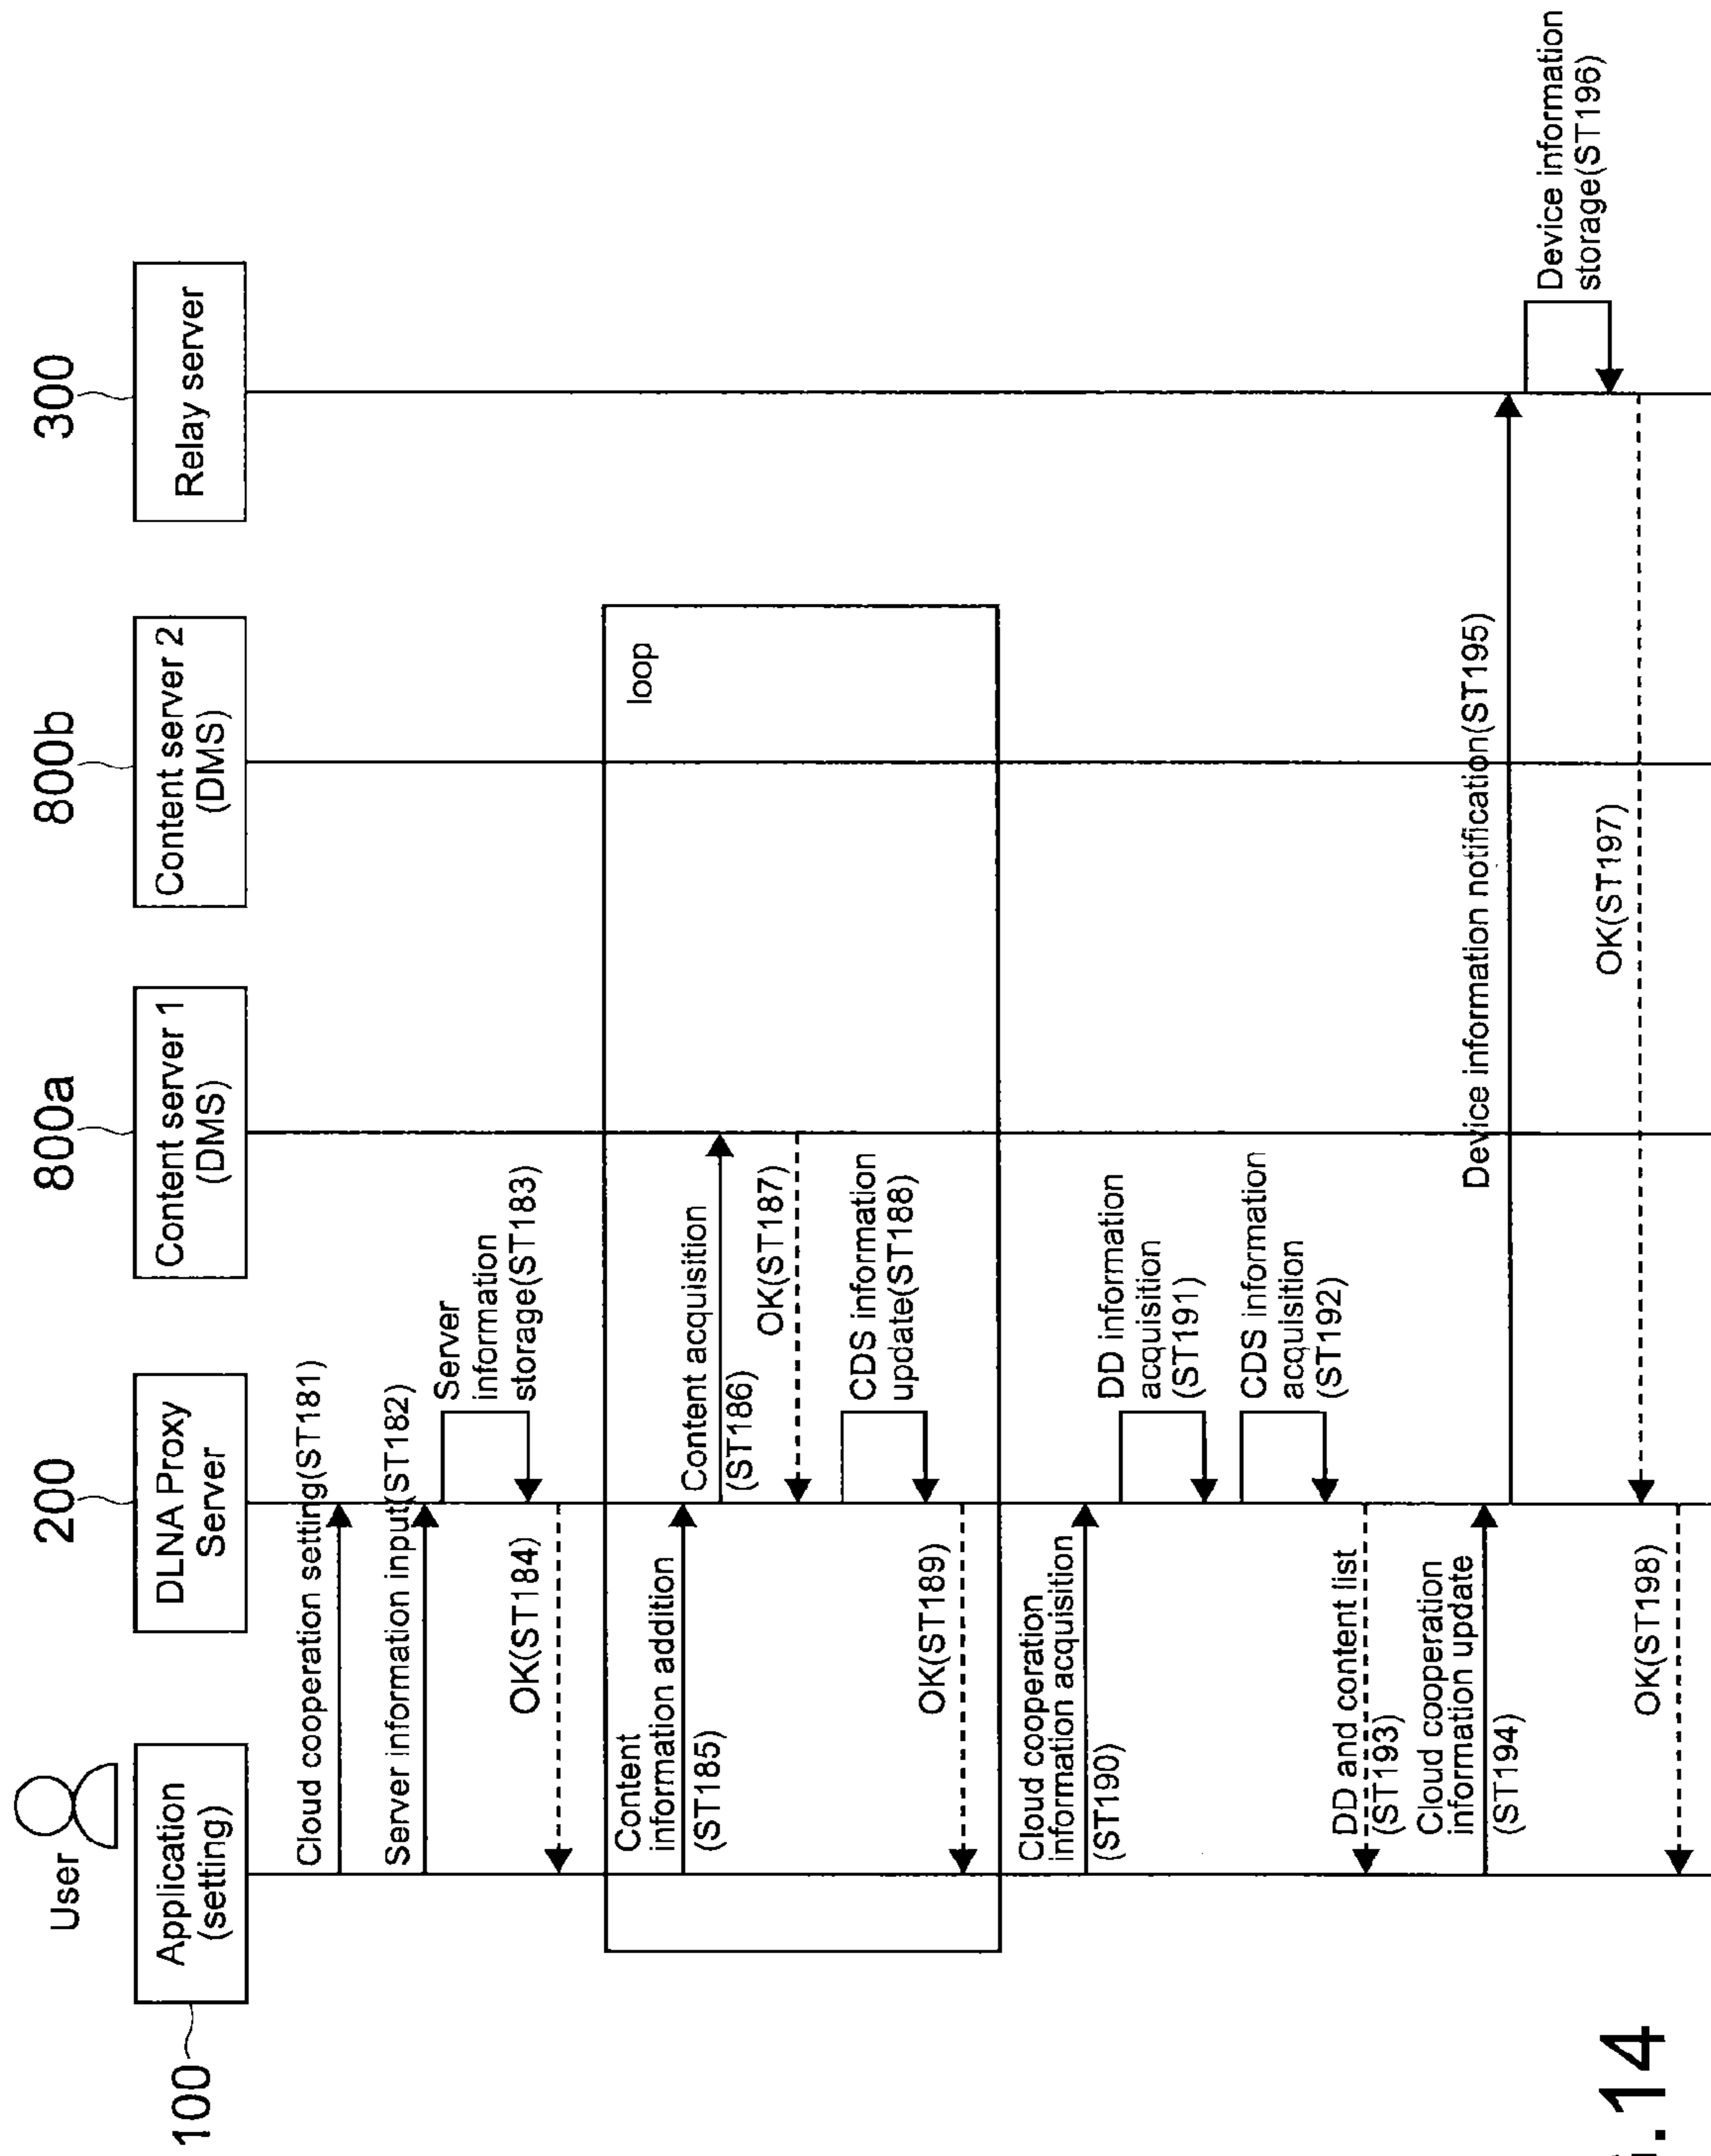 User
100
200
800a
800b
300
Application
(setting)
DLNA Proxy
Server
Content server 1
(DMS)
Content server 2
(DMS)
Relay server
Cloud cooperation setting(ST181)
Server information input(ST182)
Server
information
storage(ST183)
OK(ST184)
loop
Content
information addition
(ST185)
Content acquisition
(ST186)
OK(ST187)
CDS information
update(ST188)
OK(ST189)
Cloud cooperation
information acquisition
(ST190)
DD information
acquisition
(ST191)
CDS information
acquisition
(ST192)
DD and content list
(ST193)
Cloud cooperation
information update
(ST194)
Device information notification(ST195)
Device information
storage(ST196)
OK(ST197)
OK(ST198)
.14